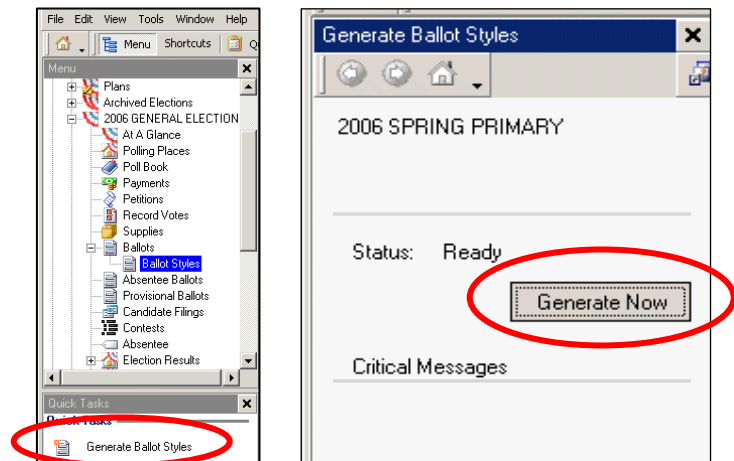 File Edit View Tools Window Help
Menu Shortcuts
Menu
Plans
Archived Elections
2006 GENERAL ELECTION
At A Glance
Polling Places
Poll Book
Payments
Petitions
Record Votes
Supplies
Ballots
Ballot Styles
Absentee Ballots
Provisional Ballots
Candidate Filings
Contests
Absentee
Election Results
Quick Tasks
Quick Tasks
Generate Ballot Styles
Generate Ballot Styles
2006 SPRING PRIMARY
Status: Ready
Generate Now
Critical Messages